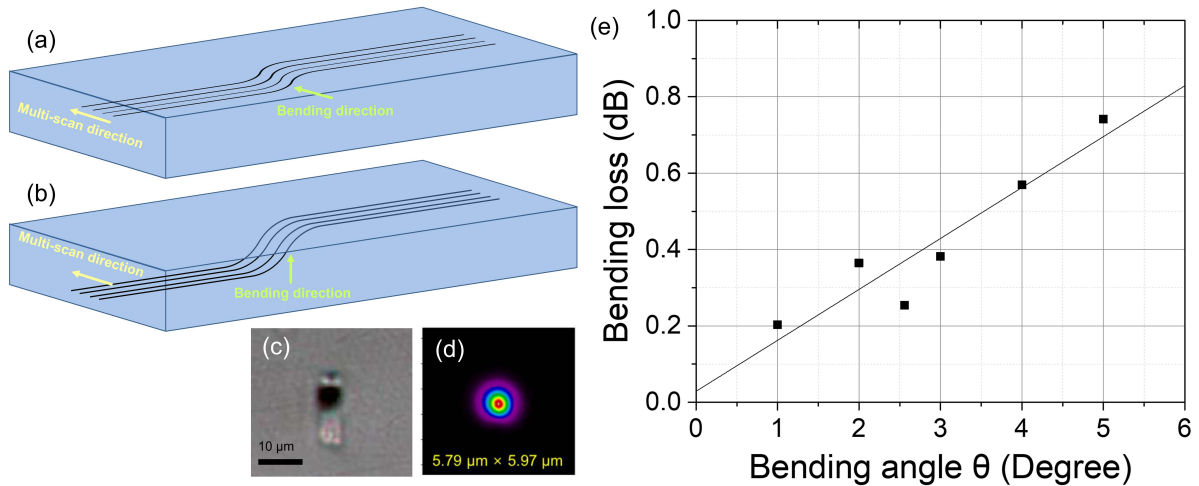 (a)
Multi-scan direction
Bending direction
(b)
Multi-scan direction
Bending direction
(c)
10 μm
(d)
5.79 μm × 5.97 μm
(e)
Bending loss (dB)
1.0
0.8
0.6
0.4
0.2
0.0
0 1 2 3 4 5 6
Bending angle θ (Degree)